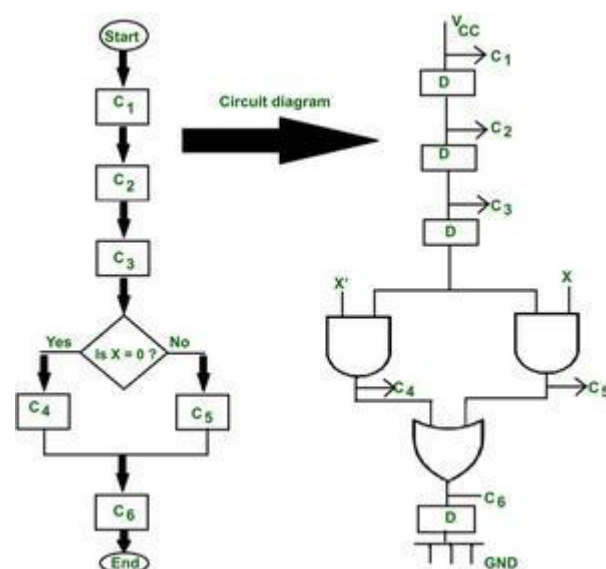 Start
C1
C2
C3
Yes
Is X = 0 ?
No
C4
C5
C6
End
Circuit diagram
VCC
C1
D
C2
D
C3
D
X'
X
C4
C5
C6
D
GND